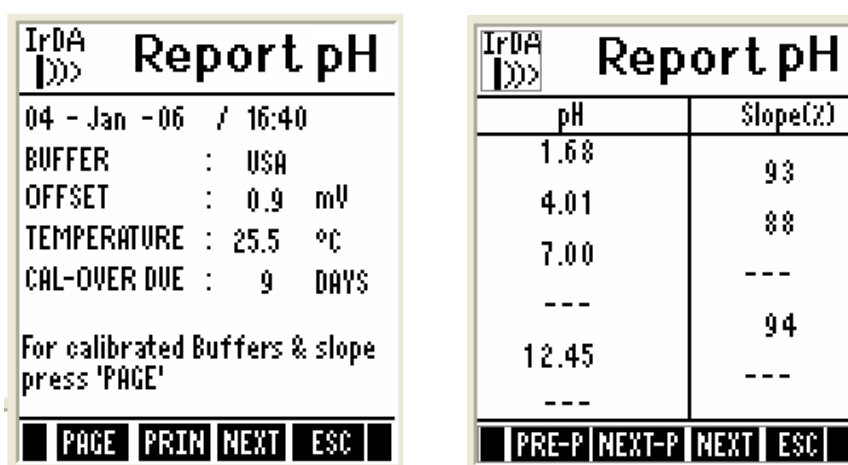 IrDA
Report pH
04 - Jan - 06 / 16:40
BUFFER : USA
OFFSET : 0.9 mV
TEMPERATURE : 25.5 °C
CAL-OVER DUE : 9 DAYS
For calibrated Buffers & slope
press 'PAGE'
PAGE PRIN NEXT ESC
IrDA
Report pH
pH Slope(%)
1.68
93
4.01
88
7.00
---
---
94
12.45
---
---
PRE-P NEXT-P NEXT ESC